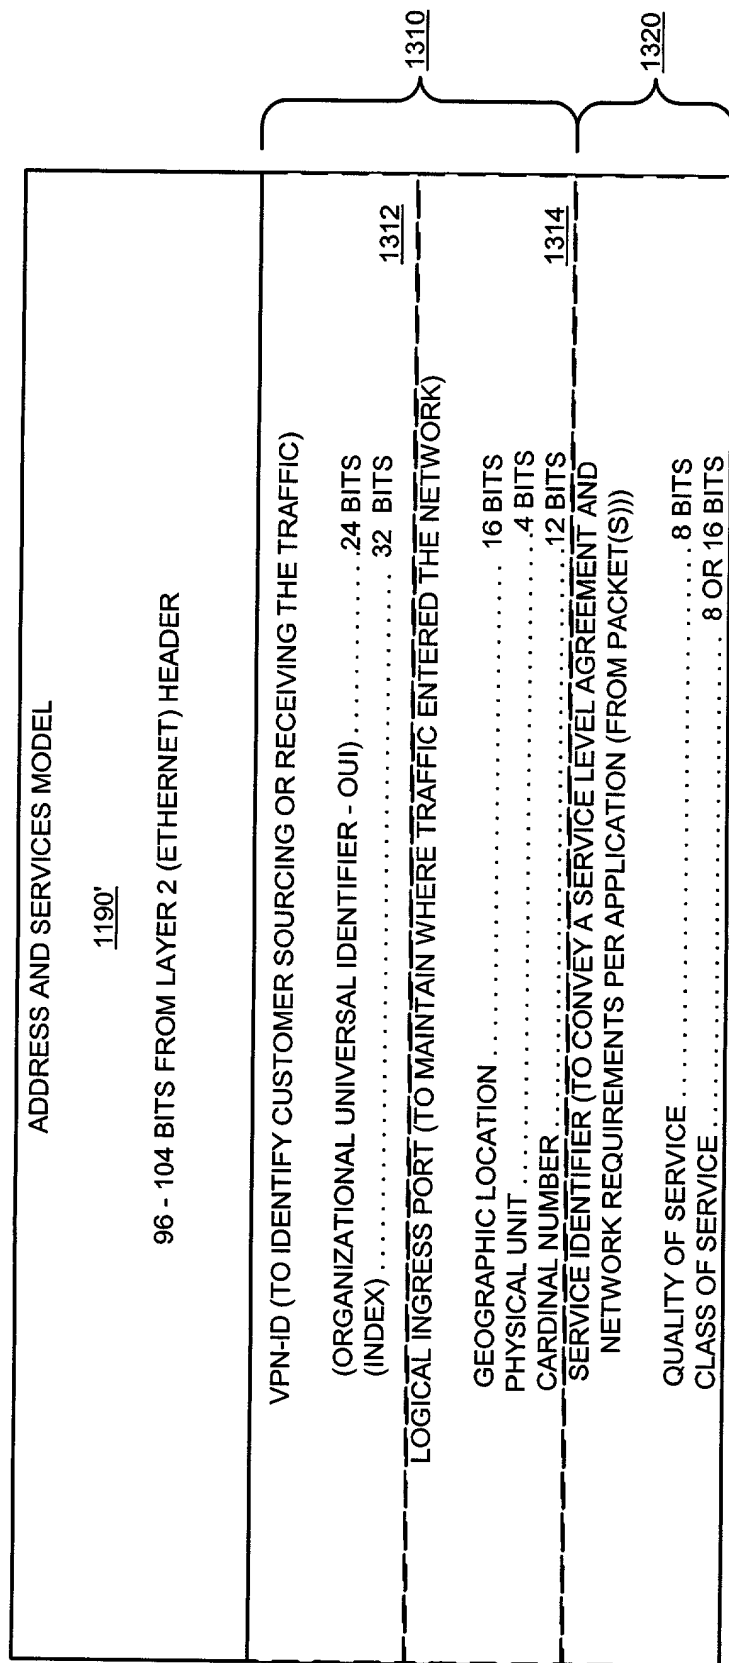 ADDRESS AND SERVICES MODEL
1190'
96 - 104 BITS FROM LAYER 2 (ETHERNET) HEADER
VPN-ID (TO IDENTIFY CUSTOMER SOURCING OR RECEIVING THE TRAFFIC)
(ORGANIZATIONAL UNIVERSAL IDENTIFIER - OUI)........................24 BITS
(INDEX)............................................................ 32 BITS
1312
LOGICAL INGRESS PORT (TO MAINTAIN WHERE TRAFFIC ENTERED THE NETWORK)
GEOGRAPHIC LOCATION................................................ 16 BITS
PHYSICAL UNIT......................................................4 BITS
CARDINAL NUMBER....................................................12 BITS
1314
1310
SERVICE IDENTIFIER (TO CONVEY A SERVICE LEVEL AGREEMENT AND
NETWORK REQUIREMENTS PER APPLICATION (FROM PACKET(S)))
QUALITY OF SERVICE................................................. 8 BITS
CLASS OF SERVICE................................................... 8 OR 16 BITS
1320